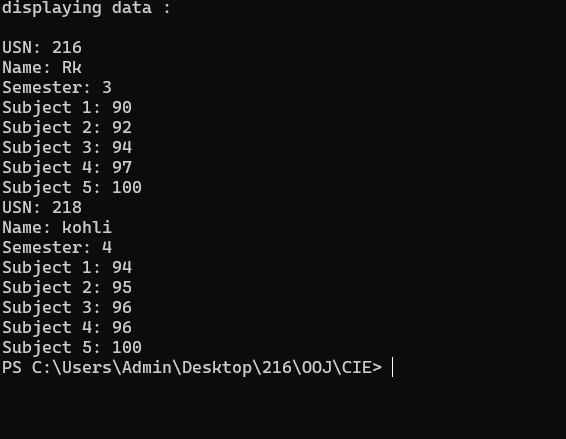 displaying data :
USN: 216
Name: Rk
Semester: 3
Subject 1: 90
Subject 2: 92
Subject 3: 94
Subject 4: 97
Subject 5: 100
USN: 218
Name: kohli
Semester: 4
Subject 1: 94
Subject 2: 95
Subject 3: 96
Subject 4: 96
Subject 5: 100
PS C:\Users\Admin\Desktop\216\OOJ\CIE>